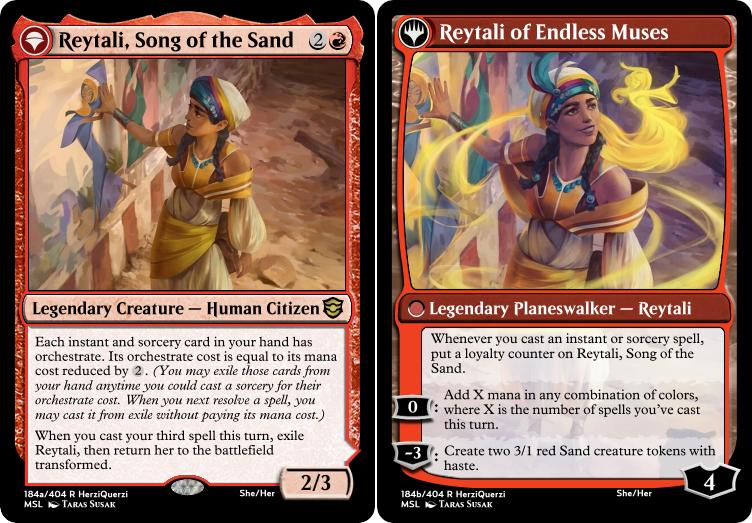 Reytali, Song of the Sand 2
Legendary Creature — Human Citizen
Each instant and sorcery card in your hand has
orchestrate. Its orchestrate cost is equal to its mana
cost reduced by 2. (You may exile those cards from
your hand anytime you could cast a sorcery for their
orchestrate cost. When you next resolve a spell, you
may cast it from exile without paying its mana cost.)
When you cast your third spell this turn, exile
Reytali, then return her to the battlefield
transformed.
2/3
184a/404 R HerziQuerzi She/Her
MSL Taras Susak
Reytali of Endless Muses
Legendary Planeswalker — Reytali
Whenever you cast an instant or sorcery spell,
put a loyalty counter on Reytali, Song of the
Sand.
0: Add X mana in any combination of colors,
where X is the number of spells you've cast
this turn.
-3: Create two 3/1 red Sand creature tokens with
haste.
4
184b/404 R HerziQuerzi She/Her
MSL Taras Susak